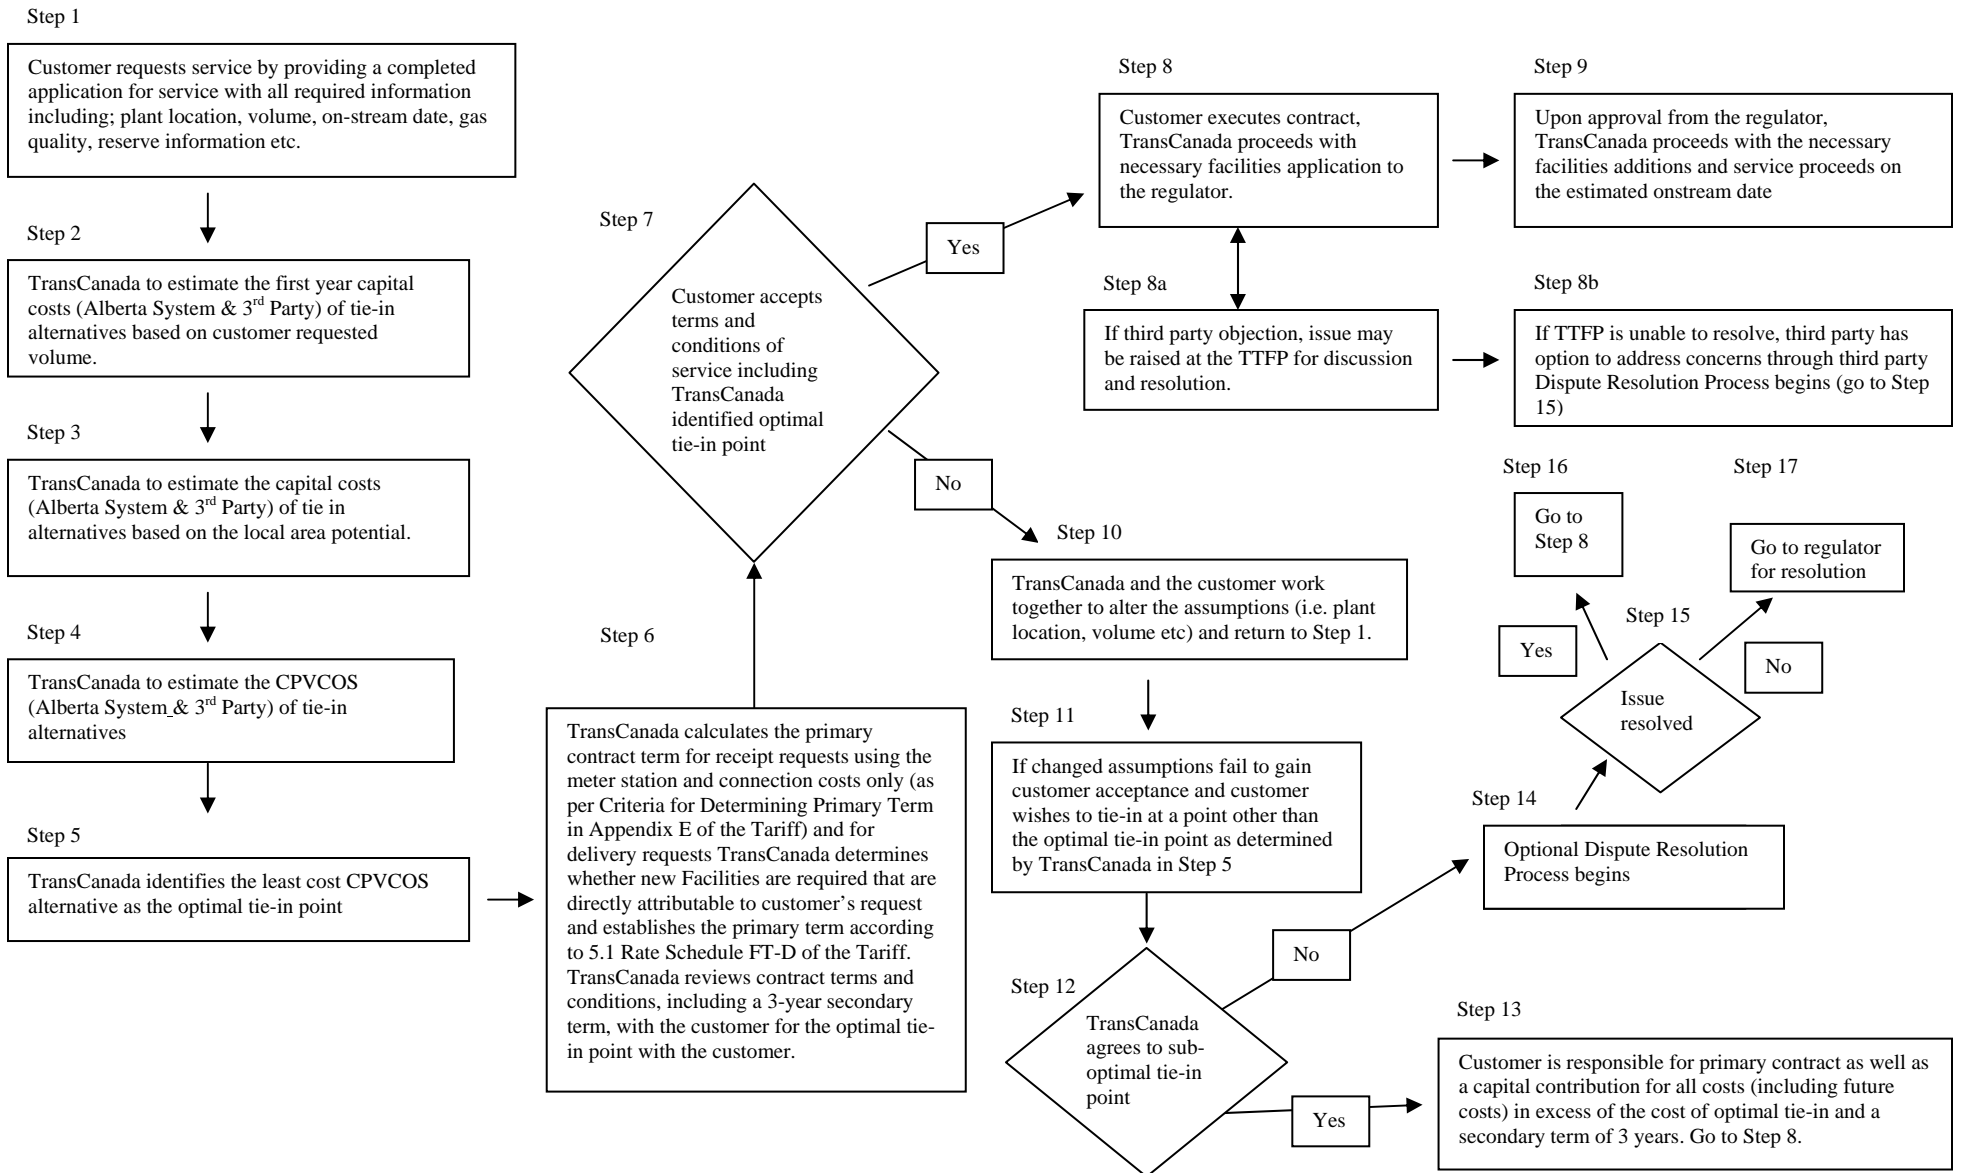 Step 1
Customer requests service by providing a completed
application for service with all required information
including; plant location, volume, on-stream date, gas
quality, reserve information etc.
Step 2
TransCanada to estimate the first year capital
costs (Alberta System & 3rd Party) of tie-in
alternatives based on customer requested
volume.
Step 3
TransCanada to estimate the capital costs
(Alberta System & 3rd Party) of tie in
alternatives based on the local area potential.
Step 4
TransCanada to estimate the CPVCOS
(Alberta System & 3rd Party) of tie-in
alternatives
Step 5
TransCanada identifies the least cost CPVCOS
alternative as the optimal tie-in point
Step 6
TransCanada calculates the primary
contract term for receipt requests using the
meter station and connection costs only (as
per Criteria for Determining Primary Term
in Appendix E of the Tariff) and for
delivery requests TransCanada determines
whether new Facilities are required that are
directly attributable to customer’s request
and establishes the primary term according
to 5.1 Rate Schedule FT-D of the Tariff.
TransCanada reviews contract terms and
conditions, including a 3-year secondary
term, with the customer for the optimal tie-
in point with the customer.
Step 7
Customer accepts
terms and
conditions of
service including
TransCanada
identified optimal
tie-in point
Yes
No
Step 8
Customer executes contract,
TransCanada proceeds with
necessary facilities application to
the regulator.
Step 9
Upon approval from the regulator,
TransCanada proceeds with the necessary
facilities additions and service proceeds on
the estimated onstream date
Step 8a
If third party objection, issue may
be raised at the TTFP for discussion
and resolution.
Step 8b
If TTFP is unable to resolve, third party has
option to address concerns through third party
Dispute Resolution Process begins (go to Step
15)
Step 10
TransCanada and the customer work
together to alter the assumptions (i.e. plant
location, volume etc) and return to Step 1.
Step 11
If changed assumptions fail to gain
customer acceptance and customer
wishes to tie-in at a point other than
the optimal tie-in point as determined
by TransCanada in Step 5
Step 12
TransCanada
agrees to sub-
optimal tie-in
point
No
Yes
Step 13
Customer is responsible for primary contract as well as
a capital contribution for all costs (including future
costs) in excess of the cost of optimal tie-in and a
secondary term of 3 years. Go to Step 8.
Step 14
Optional Dispute Resolution
Process begins
Step 15
Issue
resolved
Yes
No
Step 16
Go to
Step 8
Step 17
Go to regulator
for resolution